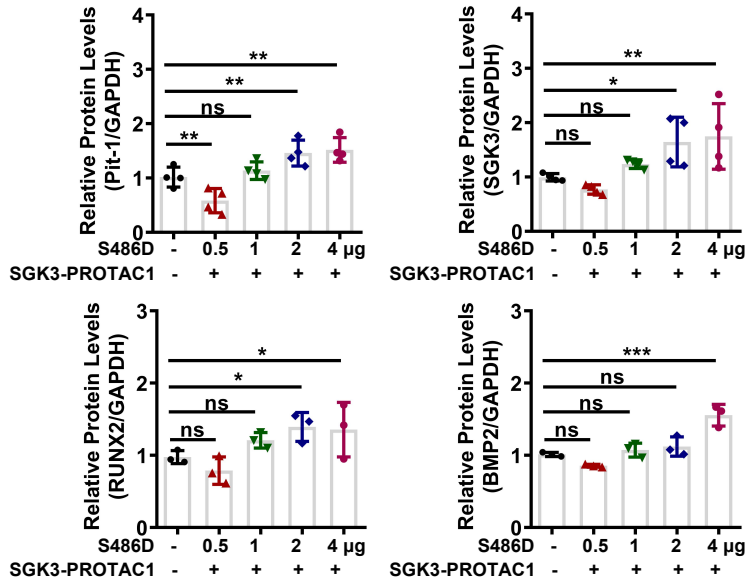 Relative Protein Levels
(Pit-1/GAPDH)
4
3
2
1
0
**
**
ns
**
S486D - 0.5 1 2 4 μg
SGK3-PROTAC1 - + + + +
Relative Protein Levels
(SGK3/GAPDH)
4
3
2
1
0
**
*
ns
ns
S486D - 0.5 1 2 4 μg
SGK3-PROTAC1 - + + + +
Relative Protein Levels
(RUNX2/GAPDH)
3
2
1
0
*
*
ns
ns
S486D - 0.5 1 2 4 μg
SGK3-PROTAC1 - + + + +
Relative Protein Levels
(BMP2/GAPDH)
3
2
1
0
***
ns
ns
ns
S486D - 0.5 1 2 4 μg
SGK3-PROTAC1 - + + + +